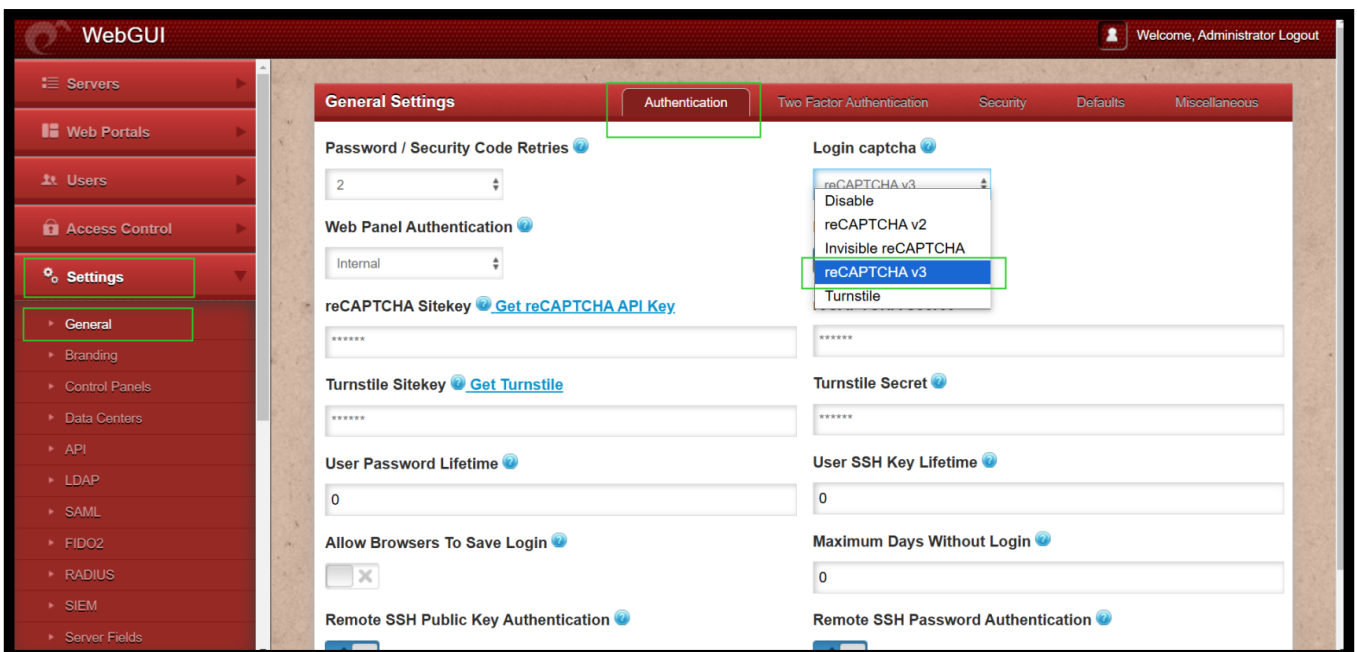 WebGUI
Welcome, Administrator Logout
Servers
Web Portals
Users
Access Control
Settings
General
Branding
Control Panels
Data Centers
API
LDAP
SAML
FIDO2
RADIUS
SIEM
Server Fields
General Settings
Authentication
Two Factor Authentication
Security
Defaults
Miscellaneous
Password / Security Code Retries
2
Login captcha
reCAPTCHA v3
Disable
reCAPTCHA v2
Invisible reCAPTCHA
reCAPTCHA v3
Turnstile
Web Panel Authentication
Internal
reCAPTCHA Sitekey Get reCAPTCHA API Key
******
******
Turnstile Sitekey Get Turnstile
******
Turnstile Secret
******
User Password Lifetime
0
User SSH Key Lifetime
0
Allow Browsers To Save Login
Maximum Days Without Login
0
Remote SSH Public Key Authentication
Remote SSH Password Authentication